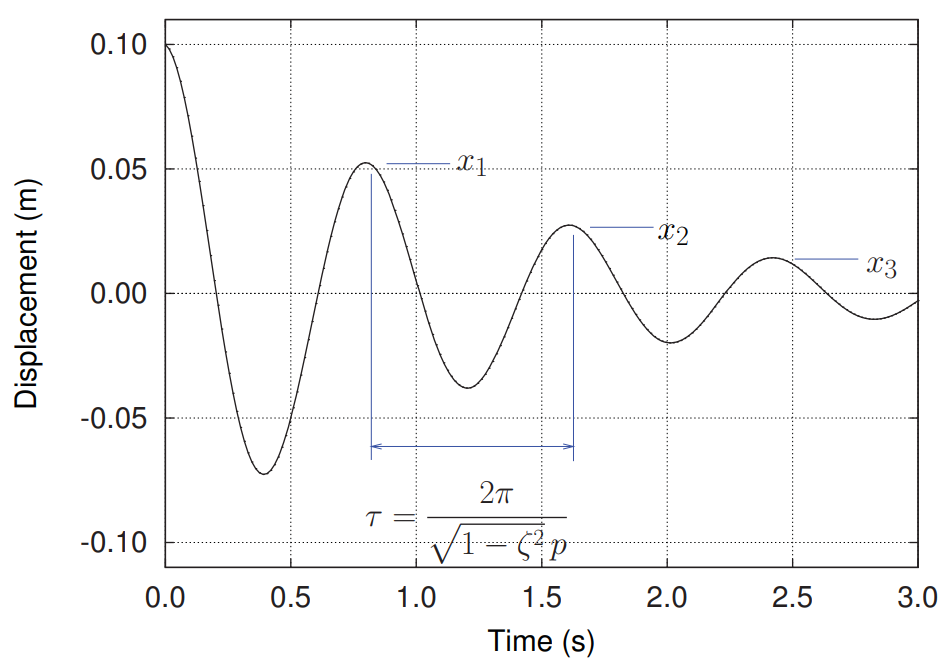 0.10
0.05
0.00
-0.05
-0.10
Displacement (m)
x₁
x₂
x₃
τ = 2π / √(1 − ζ²) p
0.0 0.5 1.0 1.5 2.0 2.5 3.0
Time (s)